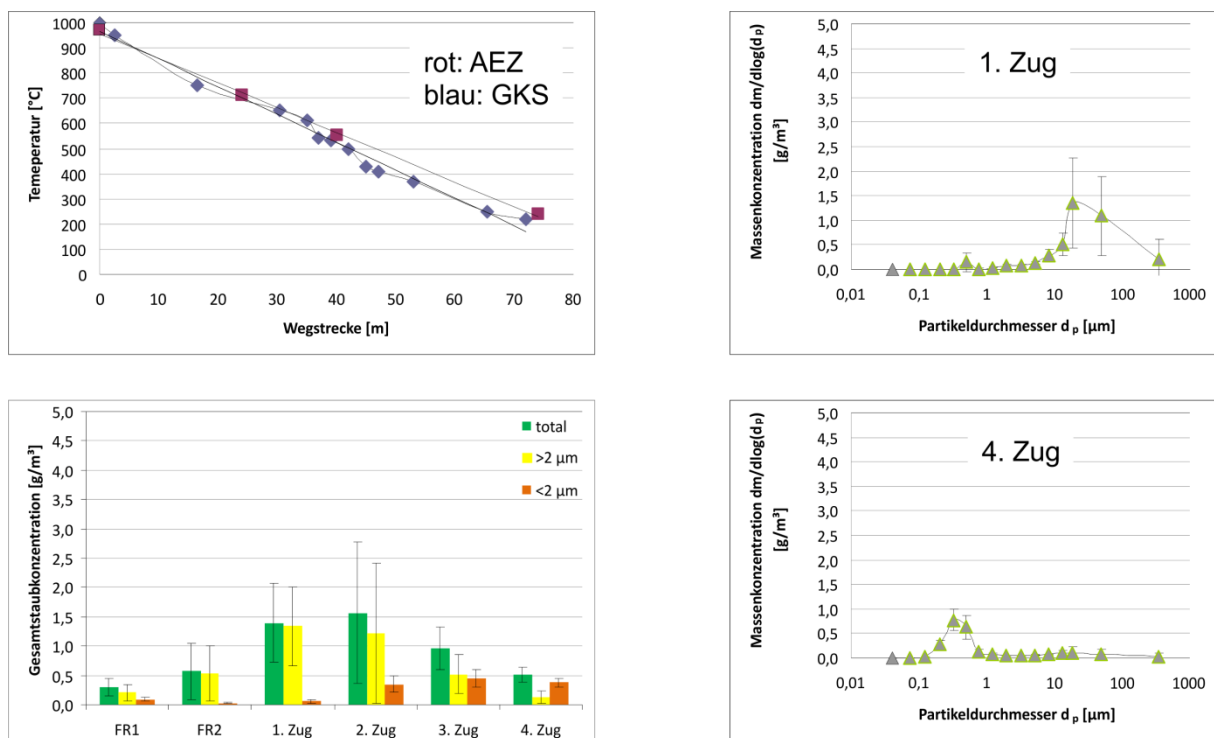 1000
900
800
700
600
500
400
300
200
100
0
Temeperatur [°C]
rot: AEZ
blau: GKS
0 10 20 30 40 50 60 70 80
Wegstrecke [m]
5,0
4,5
4,0
3,5
3,0
2,5
2,0
1,5
1,0
0,5
0,0
Massenkonzentration dm/dlog(dp)
[g/m³]
1. Zug
0,01 0,1 1 10 100 1000
Partikeldurchmesser d p [µm]
5,0
4,5
4,0
3,5
3,0
2,5
2,0
1,5
1,0
0,5
0,0
Gesamtstaubkonzentration [g/m³]
total
>2 µm
<2 µm
FR1 FR2 1. Zug 2. Zug 3. Zug 4. Zug
5,0
4,5
4,0
3,5
3,0
2,5
2,0
1,5
1,0
0,5
0,0
Massenkonzentration dm/dlog(dp)
[g/m³]
4. Zug
0,01 0,1 1 10 100 1000
Partikeldurchmesser d p [µm]